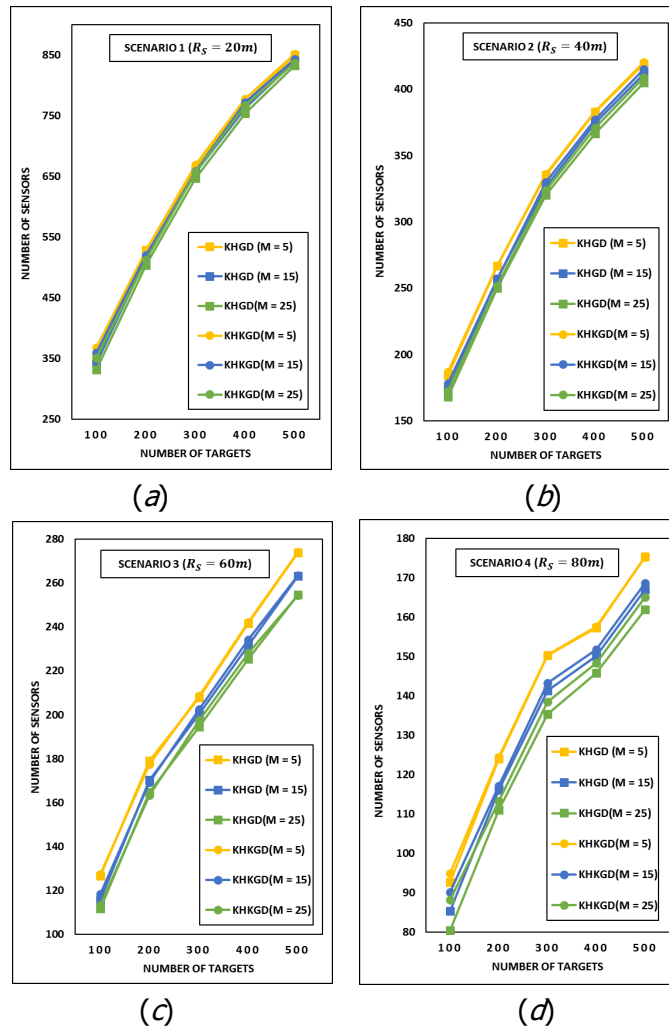 SCENARIO 1 (R_S = 20m)
NUMBER OF SENSORS
850
750
650
550
450
350
250
KHGD (M = 5)
KHGD (M = 15)
KHGD(M = 25)
KHKGD(M = 5)
KHKGD(M = 15)
KHKGD(M = 25)
100 200 300 400 500
NUMBER OF TARGETS
(a)
SCENARIO 2 (R_S = 40m)
NUMBER OF SENSORS
450
400
350
300
250
200
150
KHGD (M = 5)
KHGD (M = 15)
KHGD(M = 25)
KHKGD(M = 5)
KHKGD(M = 15)
KHKGD(M = 25)
100 200 300 400 500
NUMBER OF TARGETS
(b)
SCENARIO 3 (R_S = 60m)
NUMBER OF SENSORS
280
260
240
220
200
180
160
140
120
100
KHGD (M = 5)
KHGD (M = 15)
KHGD(M = 25)
KHKGD(M = 5)
KHKGD(M = 15)
KHKGD(M = 25)
100 200 300 400 500
NUMBER OF TARGETS
(c)
SCENARIO 4 (R_S = 80m)
NUMBER OF SENSORS
180
170
160
150
140
130
120
110
100
90
80
KHGD (M = 5)
KHGD (M = 15)
KHGD(M = 25)
KHKGD(M = 5)
KHKGD(M = 15)
KHKGD(M = 25)
100 200 300 400 500
NUMBER OF TARGETS
(d)